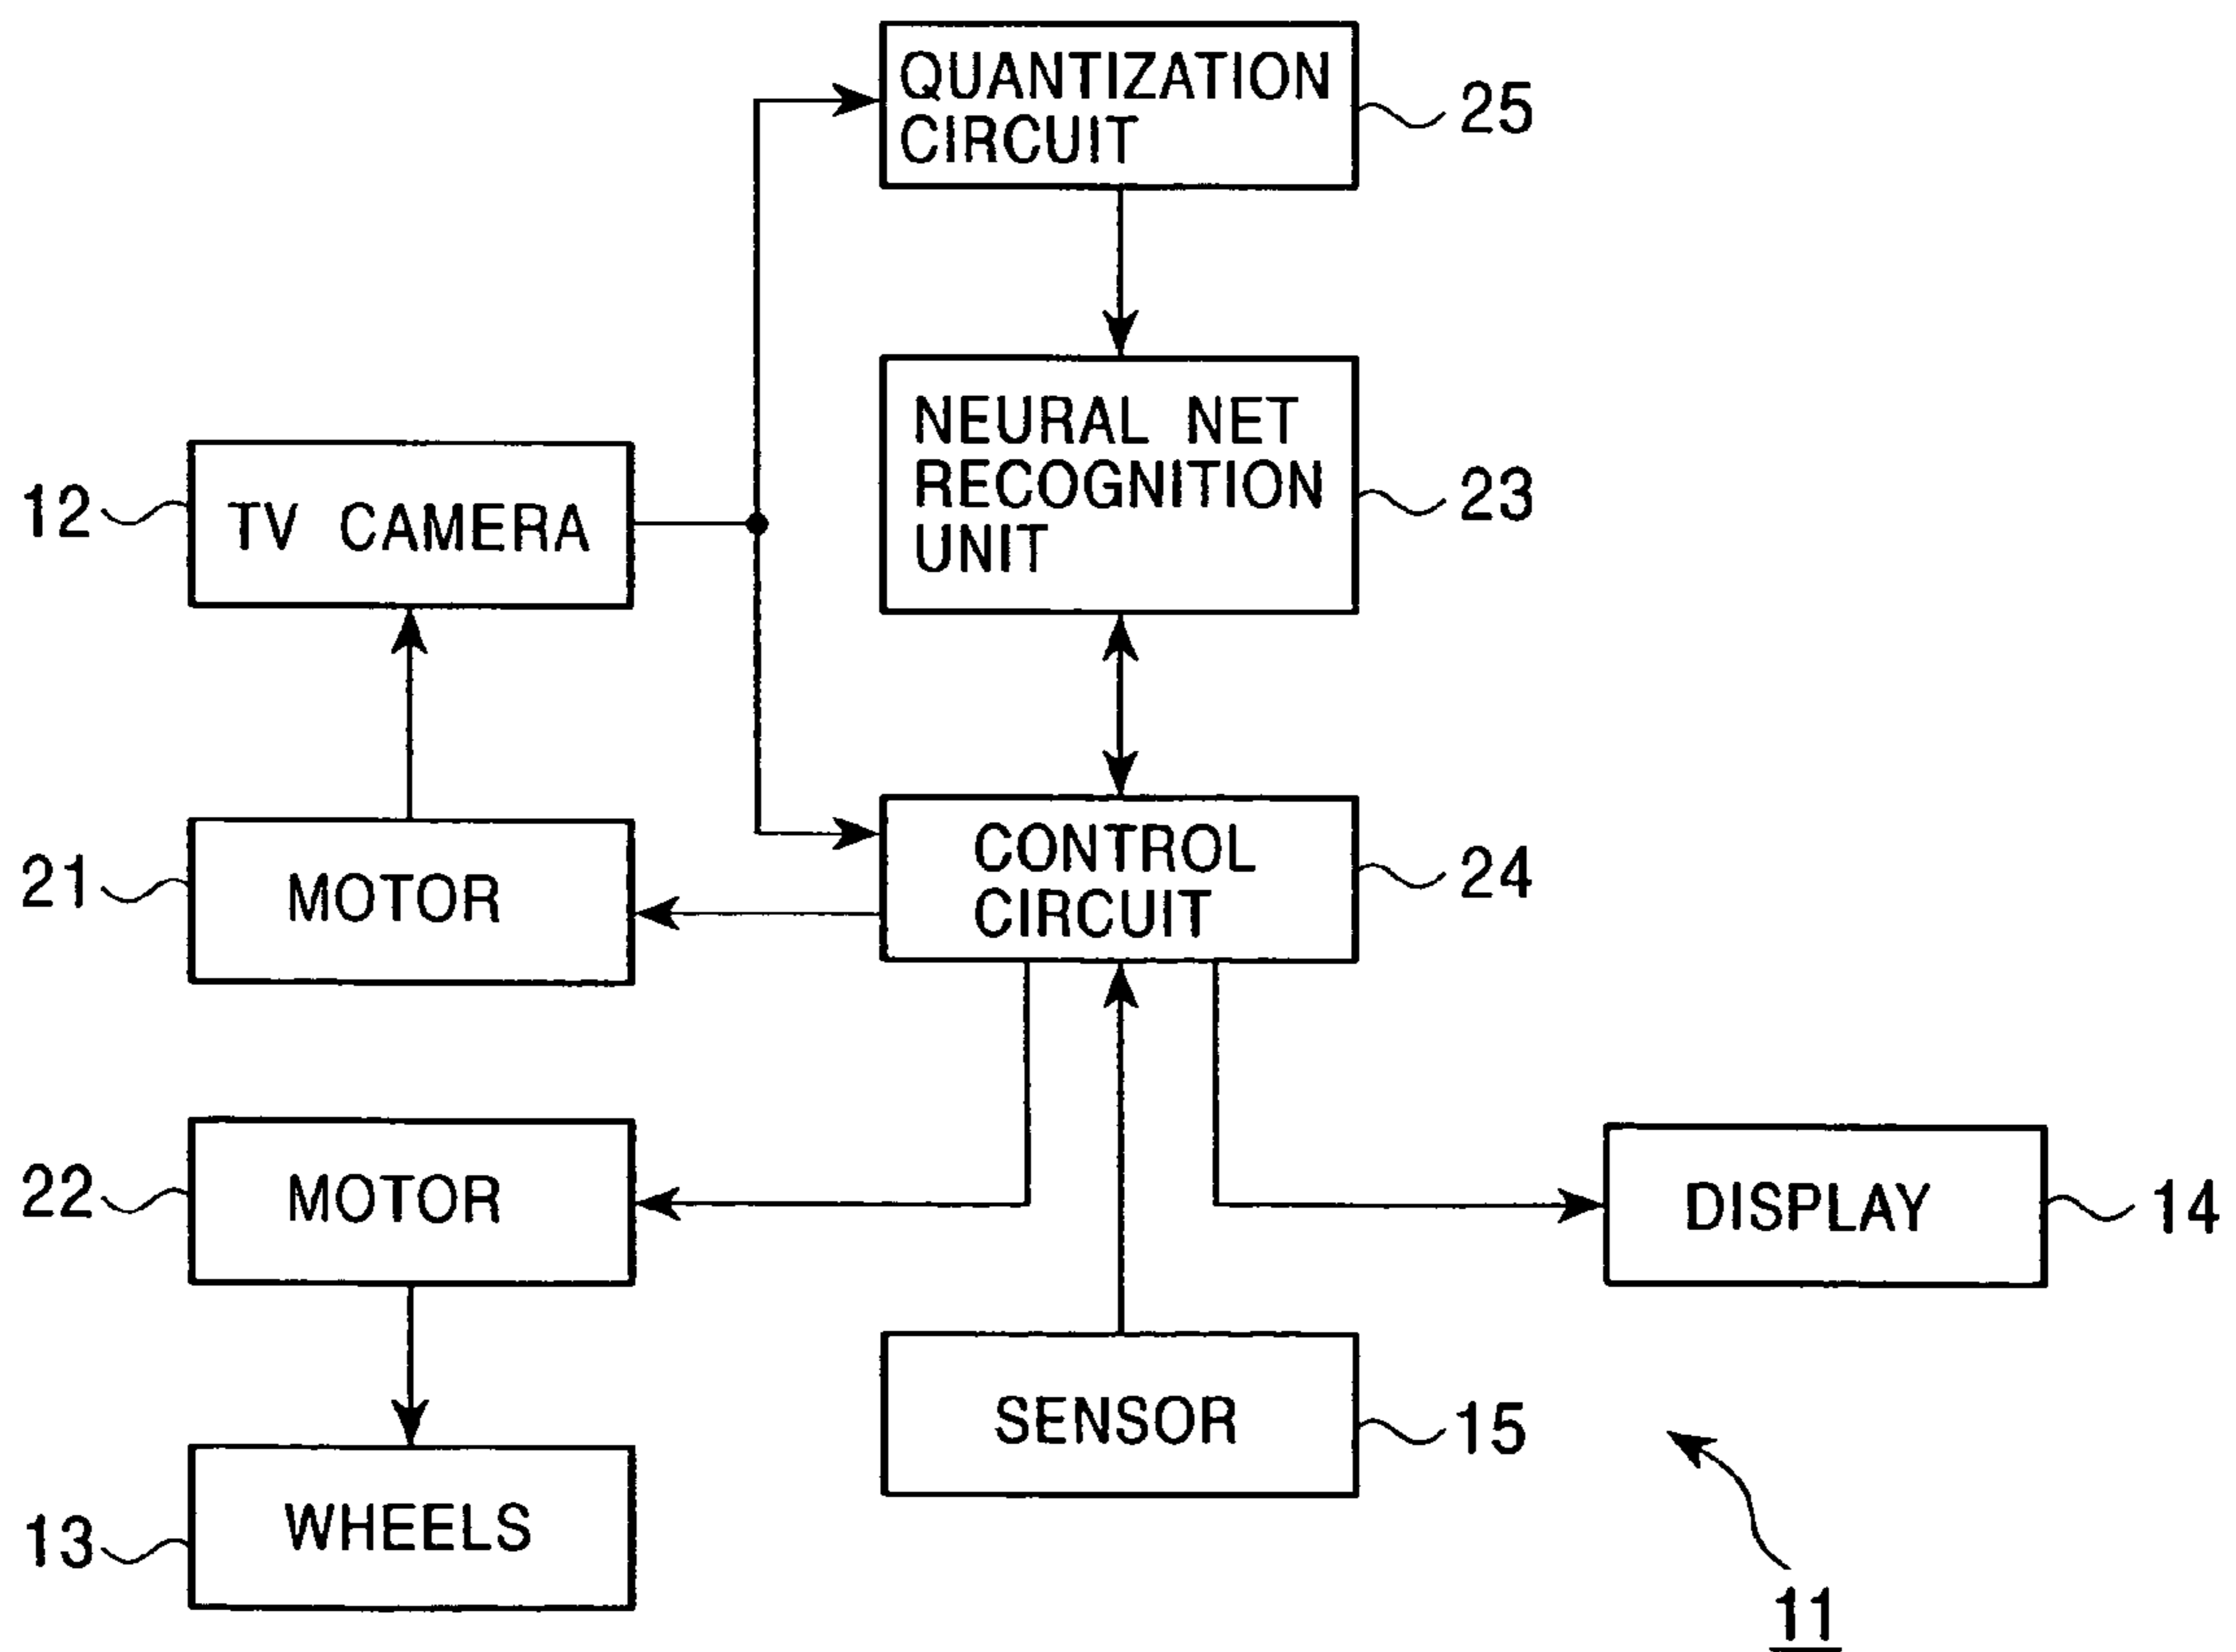 QUANTIZATION
CIRCUIT
25
NEURAL NET
RECOGNITION
UNIT
23
12
TV CAMERA
CONTROL
CIRCUIT
24
21
MOTOR
22
MOTOR
DISPLAY
14
SENSOR
15
13
WHEELS
11